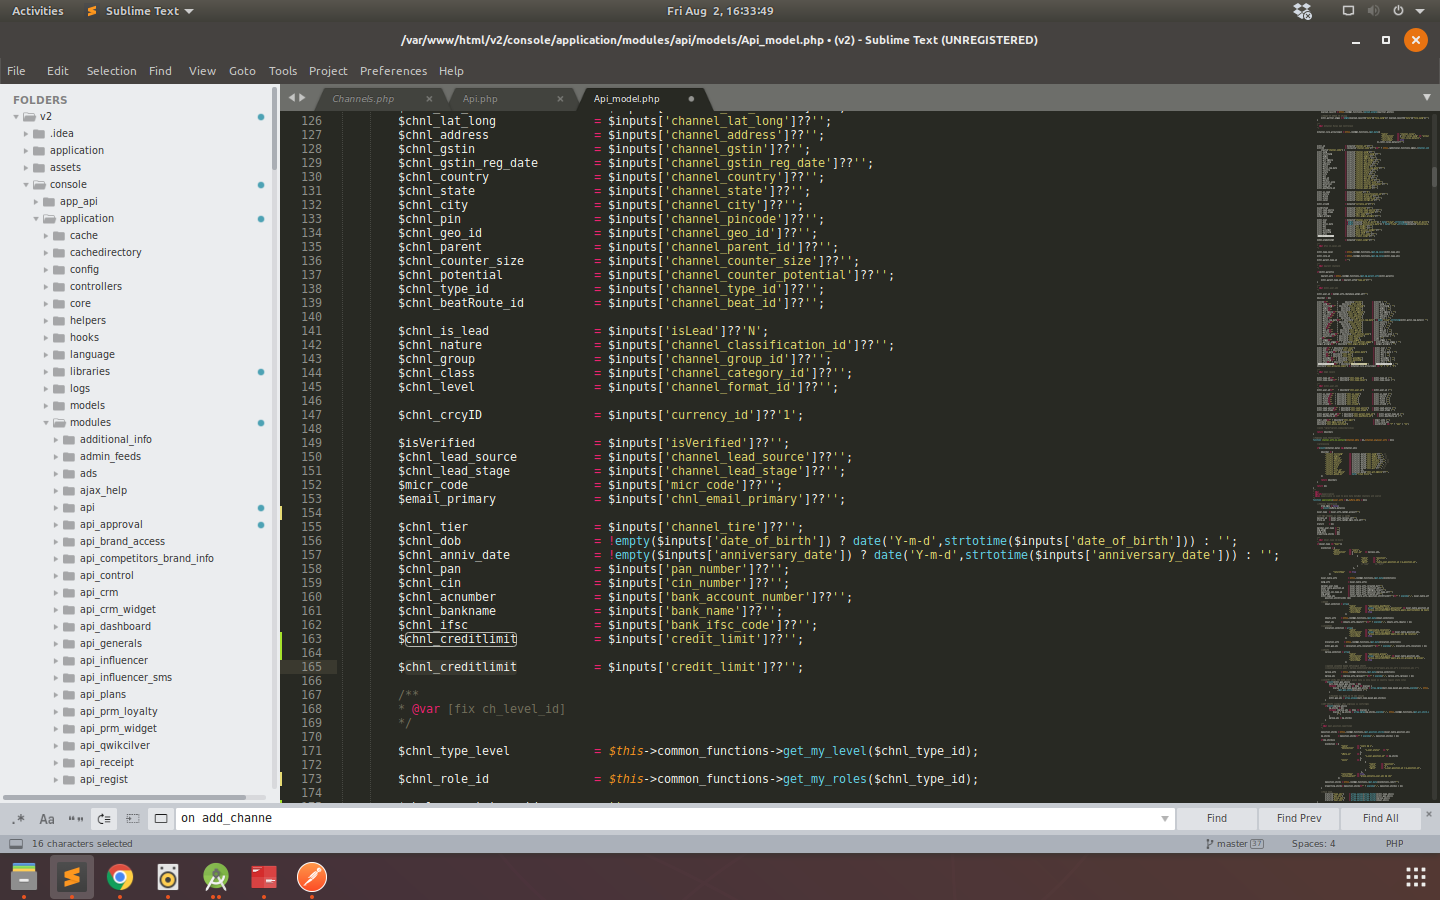 Activities
Sublime Text
Fri Aug 2, 16:33:49
/var/www/html/v2/console/application/modules/api/models/Api_model.php • (v2) - Sublime Text (UNREGISTERED)
File Edit Selection Find View Goto Tools Project Preferences Help
FOLDERS
v2
.idea
application
assets
console
app_api
application
cache
cachedirectory
config
controllers
core
helpers
hooks
language
libraries
logs
models
modules
additional_info
admin_feeds
ads
ajax_help
api
api_approval
api_brand_access
api_competitors_brand_info
api_control
api_crm
api_crm_widget
api_dashboard
api_generals
api_influencer
api_influencer_sms
api_plans
api_prm_loyalty
api_prm_widget
api_qwikcilver
api_receipt
api_regist
Channels.php
Api.php
Api_model.php
126 $chnl_lat_long = $inputs['channel_lat_long']??'';
127 $chnl_address = $inputs['channel_address']??'';
128 $chnl_gstin = $inputs['channel_gstin']??'';
129 $chnl_gstin_reg_date = $inputs['channel_gstin_reg_date']??'';
130 $chnl_country = $inputs['channel_country']??'';
131 $chnl_state = $inputs['channel_state']??'';
132 $chnl_city = $inputs['channel_city']??'';
133 $chnl_pin = $inputs['channel_pincode']??'';
134 $chnl_geo_id = $inputs['channel_geo_id']??'';
135 $chnl_parent = $inputs['channel_parent_id']??'';
136 $chnl_counter_size = $inputs['channel_counter_size']??'';
137 $chnl_potential = $inputs['channel_counter_potential']??'';
138 $chnl_type_id = $inputs['channel_type_id']??'';
139 $chnl_beatRoute_id = $inputs['channel_beat_id']??'';
140
141 $chnl_is_lead = $inputs['isLead']??'N';
142 $chnl_nature = $inputs['channel_classification_id']??'';
143 $chnl_group = $inputs['channel_group_id']??'';
144 $chnl_class = $inputs['channel_category_id']??'';
145 $chnl_level = $inputs['channel_format_id']??'';
146
147 $chnl_crcyID = $inputs['currency_id']??'1';
148
149 $isVerified = $inputs['isVerified']??'';
150 $chnl_lead_source = $inputs['channel_lead_source']??'';
151 $chnl_lead_stage = $inputs['channel_lead_stage']??'';
152 $micr_code = $inputs['micr_code']??'';
153 $email_primary = $inputs['chnl_email_primary']??'';
154
155 $chnl_tier = $inputs['channel_tire']??'';
156 $chnl_dob = !empty($inputs['date_of_birth']) ? date('Y-m-d',strtotime($inputs['date_of_birth'])) : '';
157 $chnl_anniv_date = !empty($inputs['anniversary_date']) ? date('Y-m-d',strtotime($inputs['anniversary_date'])) : '';
158 $chnl_pan = $inputs['pan_number']??'';
159 $chnl_cin = $inputs['cin_number']??'';
160 $chnl_acnumber = $inputs['bank_account_number']??'';
161 $chnl_bankname = $inputs['bank_name']??'';
162 $chnl_ifsc = $inputs['bank_ifsc_code']??'';
163 $chnl_creditlimit = $inputs['credit_limit']??'';
164
165 $chnl_creditlimit = $inputs['credit_limit']??'';
166
167 /**
168 * @var [fix ch_level_id]
169 */
170
171 $chnl_type_level = $this->common_functions->get_my_level($chnl_type_id);
172
173 $chnl_role_id = $this->common_functions->get_my_roles($chnl_type_id);
174
.* Aa "" on add_channe Find Find Prev Find All
16 characters selected
master 37 Spaces: 4 PHP